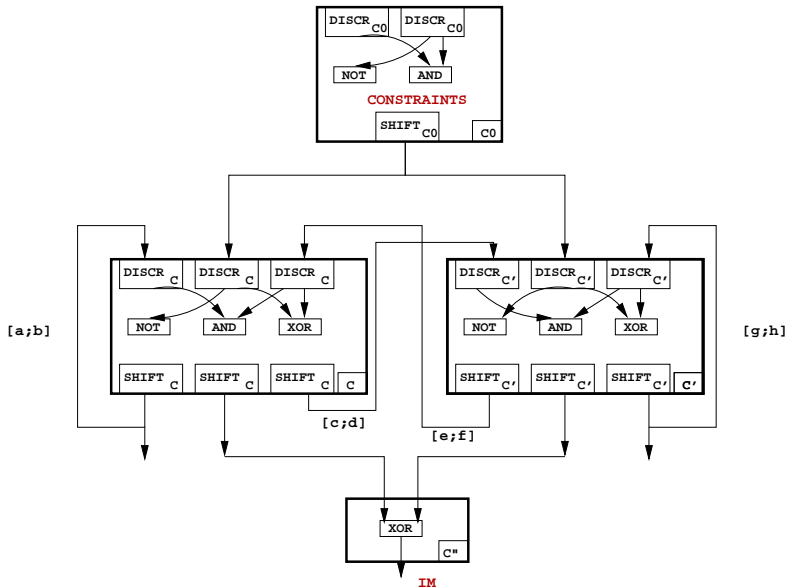 DISCR C0 DISCR C0
NOT AND
CONSTRAINTS
SHIFT C0 C0
DISCR C DISCR C DISCR C DISCR C' DISCR C' DISCR C'
[a;b] NOT AND XOR NOT AND XOR [g;h]
SHIFT C SHIFT C SHIFT C C SHIFT C' SHIFT C' SHIFT C' C'
[c;d] [e;f]
XOR
C"
IM